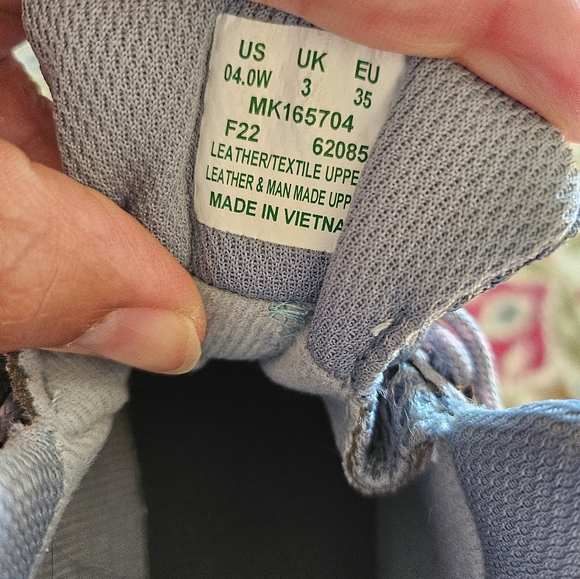 US UK EU
04.0W 3 35
MK165704
F22 62085
LEATHER/TEXTILE UPPE
LEATHER & MAN MADE UPP
MADE IN VIETNA